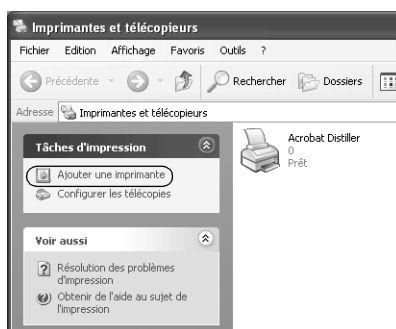 Imprimantes et télécopieurs
Fichier Edition Affichage Favoris Outils ?
Précédente Rechercher Dossiers
Adresse Imprimantes et télécopieurs
Tâches d'impression
Ajouter une imprimante
Configurer les télécopies
Voir aussi
Résolution des problèmes
d'impression
Obtenir de l'aide au sujet de
l'impression
Acrobat Distiller
0
Prêt